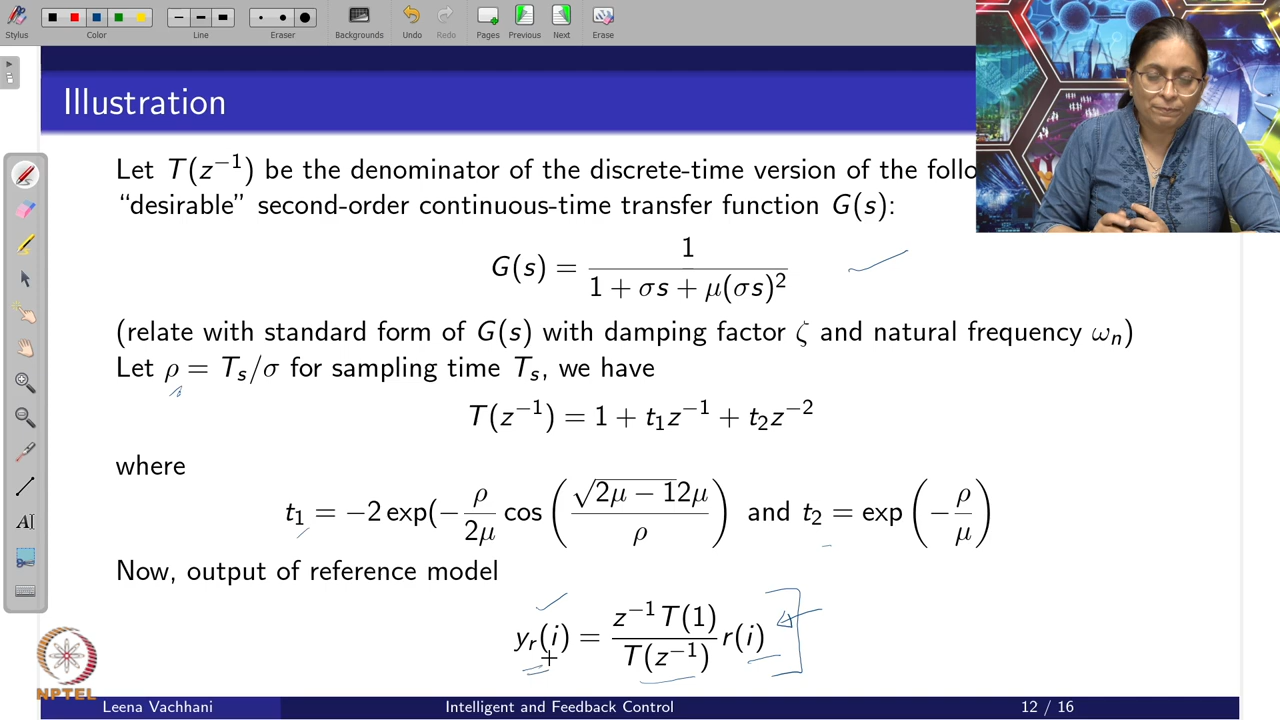 Stylus
Color
Line
Eraser
Backgrounds
Undo
Redo
Pages
Previous
Next
Erase
Illustration
Let T(z⁻¹) be the denominator of the discrete-time version of the follo
“desirable” second-order continuous-time transfer function G(s):
G(s) = 1 / (1 + σs + μ(σs)²)
(relate with standard form of G(s) with damping factor ζ and natural frequency ωₙ)
Let ρ = Tₛ/σ for sampling time Tₛ, we have
T(z⁻¹) = 1 + t₁z⁻¹ + t₂z⁻²
where
t₁ = −2 exp(− ρ/2μ cos (√(2μ − 1)2μ / ρ) and t₂ = exp (− ρ/μ)
Now, output of reference model
yᵣ(i) = z⁻¹T(1) / T(z⁻¹) r(i)
NPTEL
Leena Vachhani
Intelligent and Feedback Control
12 / 16